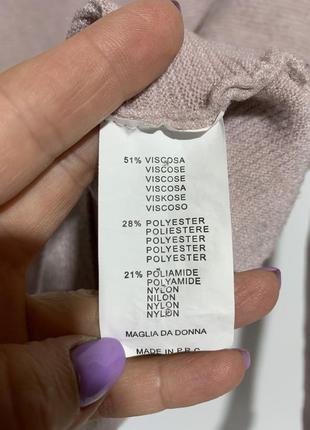 51% VISCOSA
VISCOSE
VISCOSE
VISCOSA
VISKOSE
VISCOSO
28% POLYESTER
POLIESTERE
POLYESTER
POLYESTER
POLYESTER
21% POLIAMIDE
POLYAMIDE
NYLON
NILON
NYLON
NYLON
MAGLIA DA DONNA
MADE IN P.R.C.